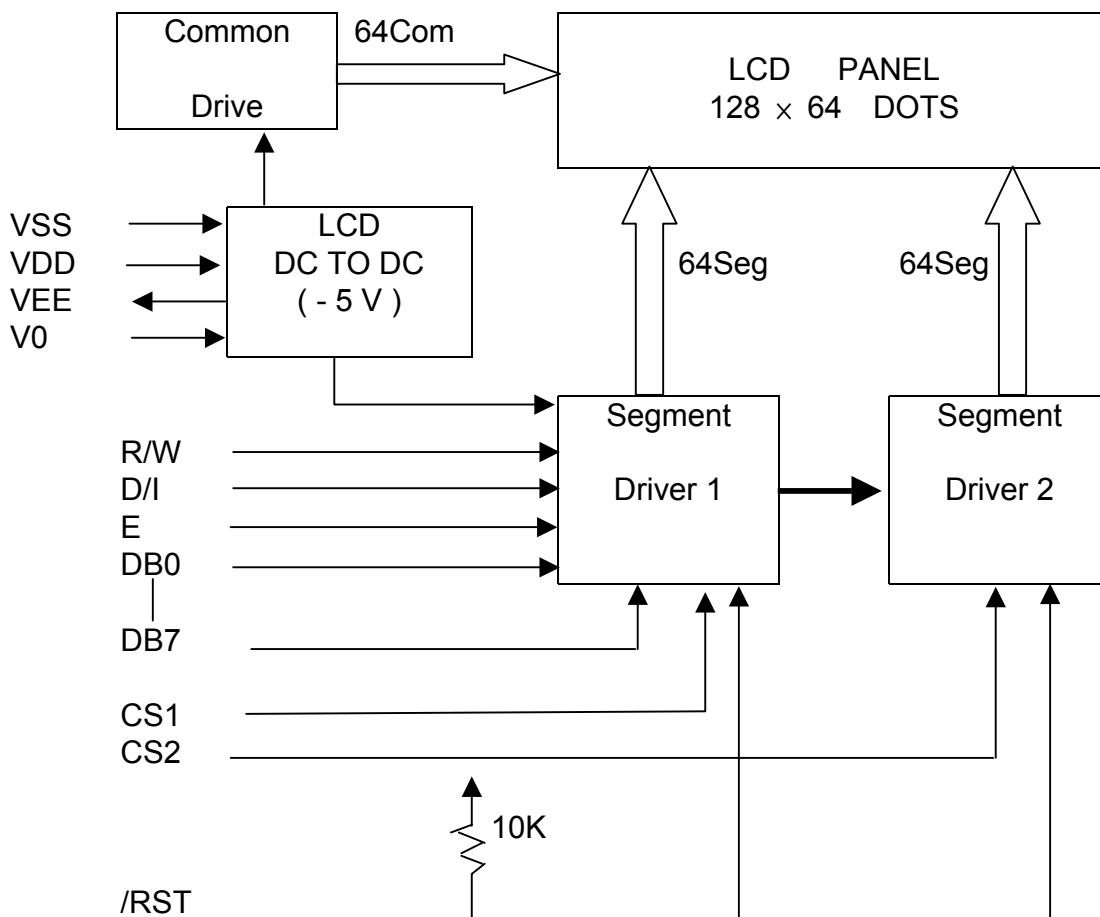 Common 64Com
Drive
LCD PANEL
128 x 64 DOTS
VSS
VDD
VEE
V0
LCD
DC TO DC
( - 5 V )
64Seg
64Seg
R/W
D/I
E
DB0
DB7
Segment
Driver 1
Segment
Driver 2
CS1
CS2
10K
/RST